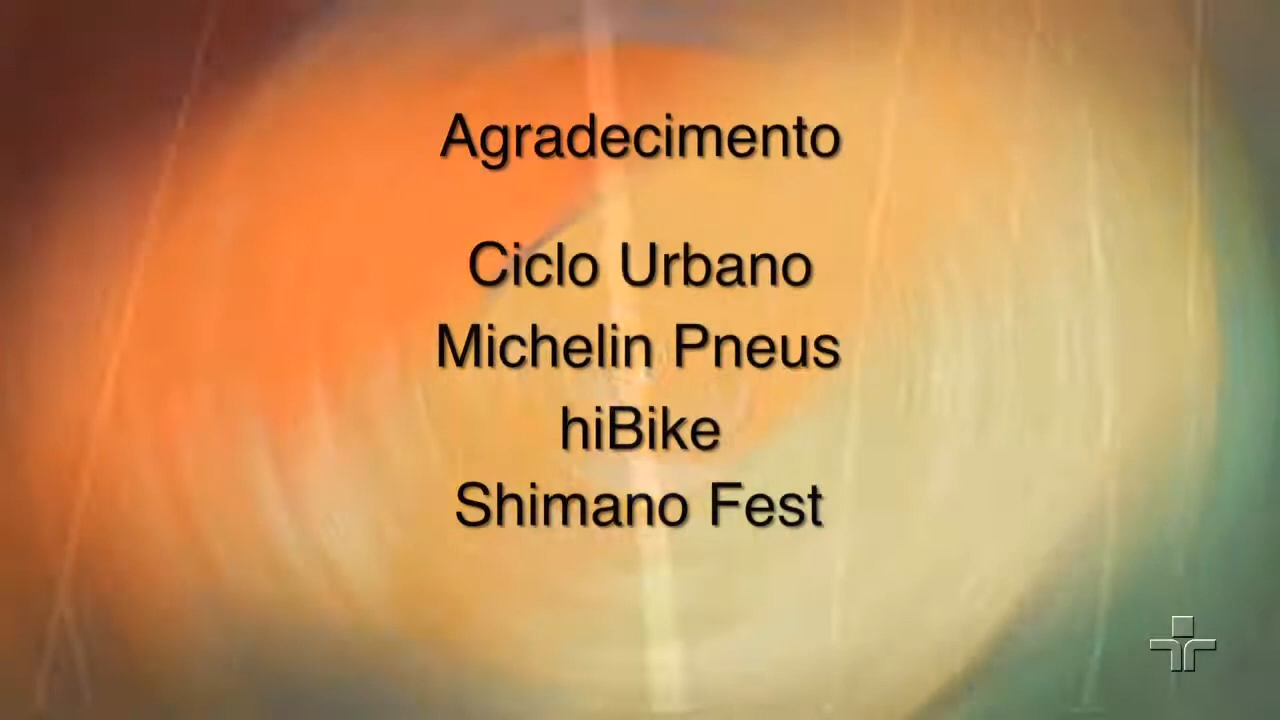 Agradecimento
Ciclo Urbano
Michelin Pneus
hiBike
Shimano Fest